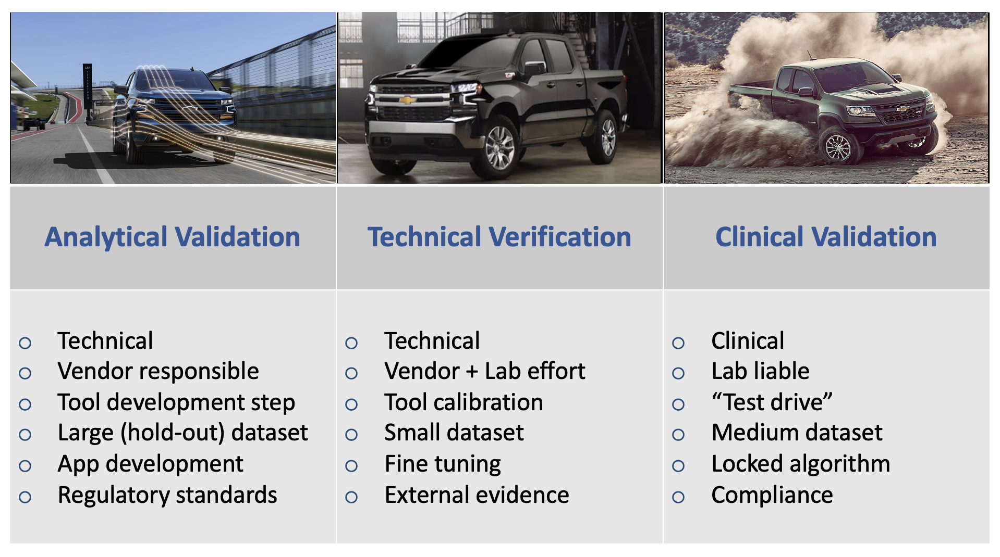 LAP
Analytical Validation
Technical Verification
Clinical Validation
Technical
Vendor responsible
Tool development step
Large (hold-out) dataset
App development
Regulatory standards
Technical
Vendor + Lab effort
Tool calibration
Small dataset
Fine tuning
External evidence
Clinical
Lab liable
“Test drive”
Medium dataset
Locked algorithm
Compliance